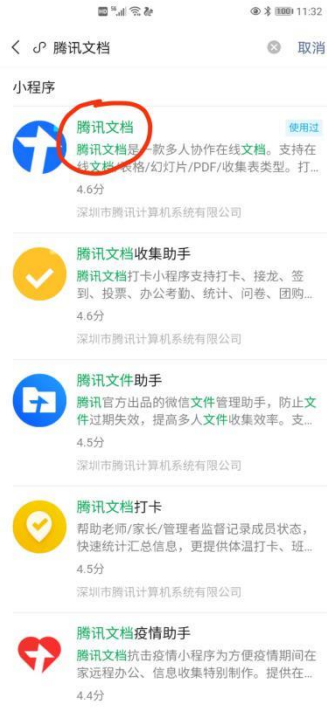 11:32
腾讯文档
取消
小程序
腾讯文档
使用过
腾讯文档是一款多人协作在线文档。支持在
线文档/表格/幻灯片/PDF/收集表类型。打...
4.6分
深圳市腾讯计算机系统有限公司
腾讯文档收集助手
腾讯文档打卡小程序支持打卡、接龙、签
到、投票、办公考勤、统计、问卷、团购...
4.6分
深圳市腾讯计算机系统有限公司
腾讯文件助手
腾讯官方出品的微信文件管理助手，防止文
件过期失效，提高多人文件收集效率。支...
4.5分
深圳市腾讯计算机系统有限公司
腾讯文档打卡
帮助老师/家长/管理者监督记录成员状态，
快速统计汇总信息，更提供体温打卡、班...
4.5分
深圳市腾讯计算机系统有限公司
腾讯文档疫情助手
腾讯文档抗击疫情小程序为方便疫情期间在
家远程办公、信息收集特别制作。提供在...
4.4分